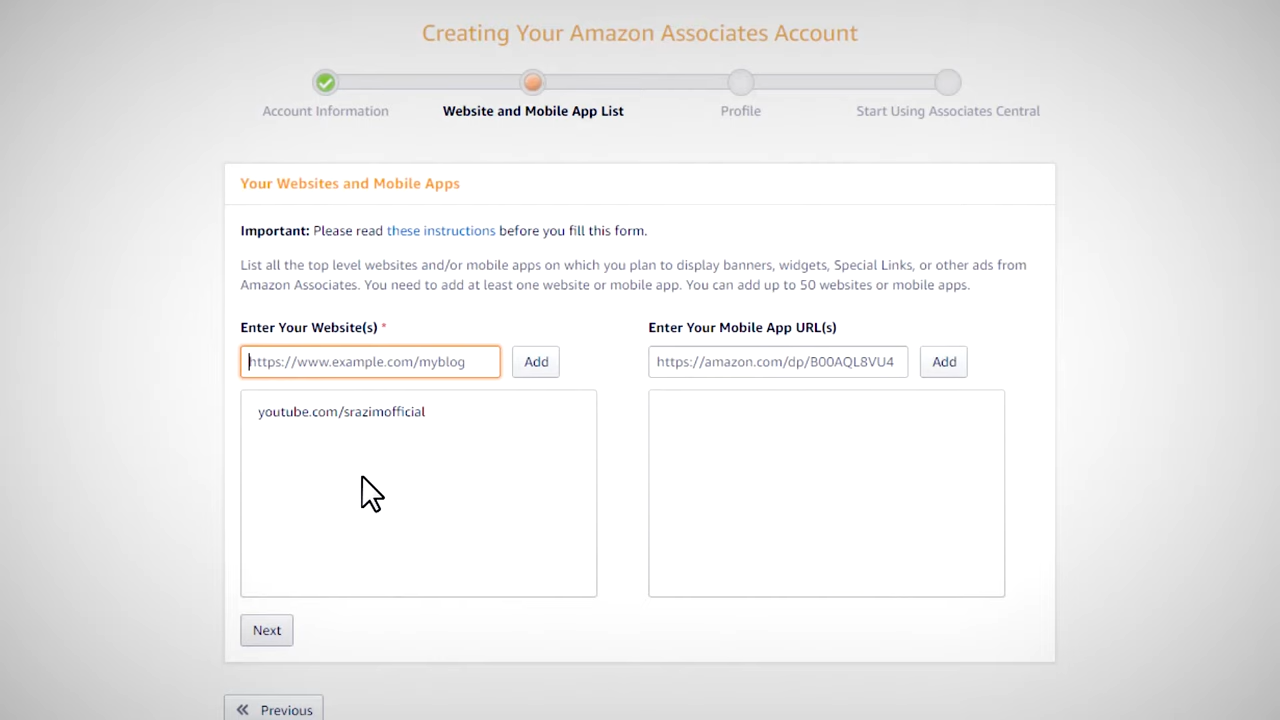 Creating Your Amazon Associates Account
Account Information
Website and Mobile App List
Profile
Start Using Associates Central
Your Websites and Mobile Apps
Important: Please read these instructions before you fill this form.
List all the top level websites and/or mobile apps on which you plan to display banners, widgets, Special Links, or other ads from
Amazon Associates. You need to add at least one website or mobile app. You can add up to 50 websites or mobile apps.
Enter Your Website(s) *
https://www.example.com/myblog
Add
youtube.com/srazimofficial
Enter Your Mobile App URL(s)
https://amazon.com/dp/B00AQL8VU4
Add
Next
Previous